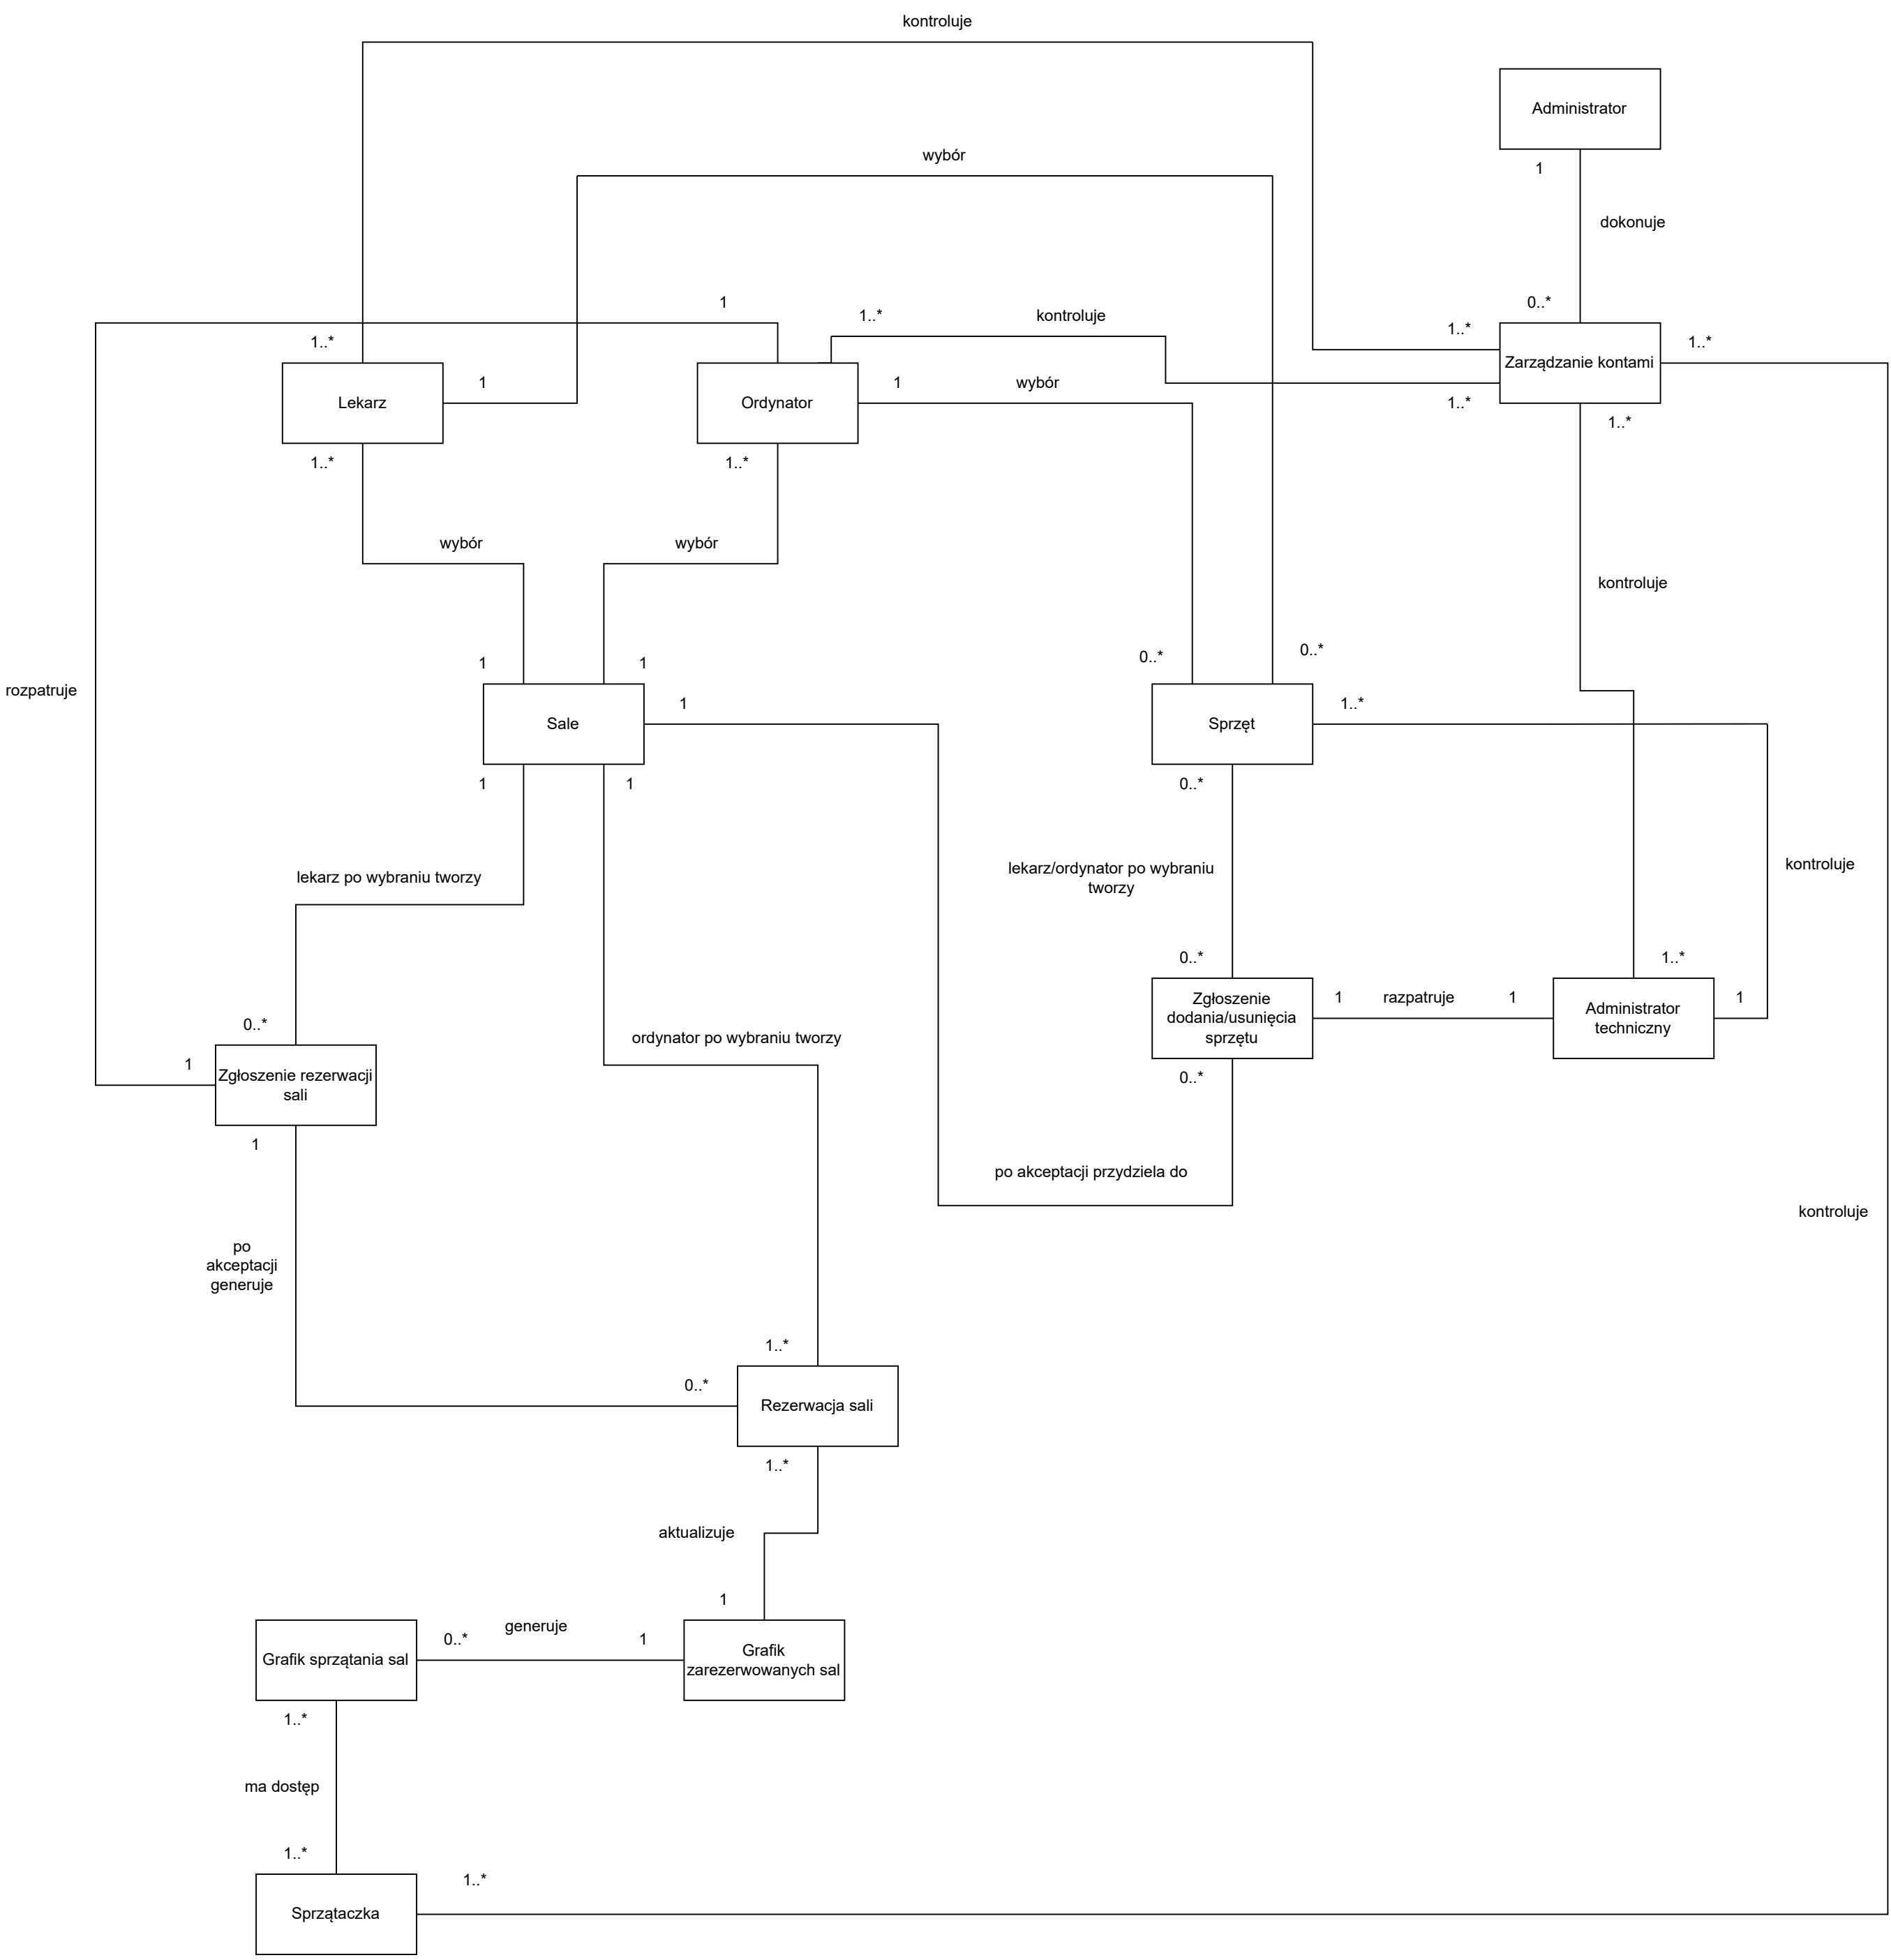 kontroluje
Administrator
1
wybór
dokonuje
1
0..*
1..*
kontroluje
1..*
1..*
1..*
Zarządzanie kontami
1
1
wybór
Lekarz
Ordynator
1..*
1..*
1..*
1..*
wybór
wybór
kontroluje
1
1
0..*
0..*
rozpatruje
1
1..*
Sale
Sprzęt
1
1
0..*
lekarz po wybraniu tworzy
lekarz/ordynator po wybraniu
tworzy
kontroluje
0..*
1..*
0..*
1
razpatruje
1
1
Zgłoszenie
dodania/usunięcia
sprzętu
Administrator
techniczny
ordynator po wybraniu tworzy
1
Zgłoszenie rezerwacji
sali
0..*
1
po akceptacji przydziela do
kontroluje
po
akceptacji
generuje
1..*
0..*
Rezerwacja sali
1..*
aktualizuje
1
generuje
0..*
1
Grafik sprzątania sal
Grafik
zarezerwowanych sal
1..*
ma dostęp
1..*
1..*
Sprzątaczka